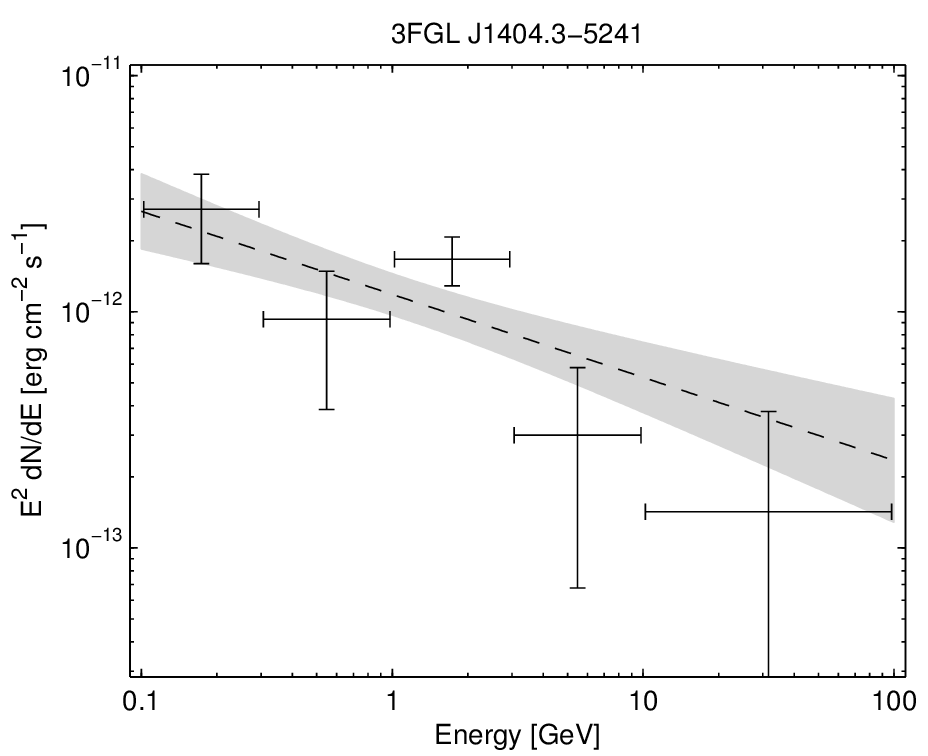 3FGL J1404.3−5241
10⁻¹¹
10⁻¹²
10⁻¹³
E² dN/dE [erg cm⁻² s⁻¹]
0.1 1 10 100
Energy [GeV]